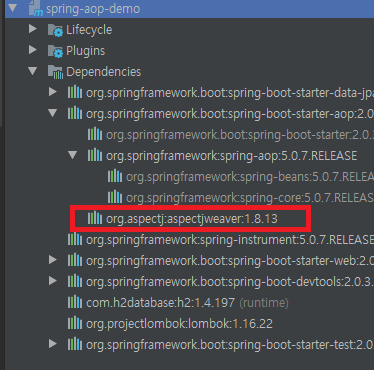 spring-aop-demo
Lifecycle
Plugins
Dependencies
org.springframework.boot:spring-boot-starter-data-jpa
org.springframework.boot:spring-boot-starter-aop:2.0
org.springframework.boot:spring-boot-starter:2.0
org.springframework:spring-aop:5.0.7.RELEASE
org.springframework:spring-beans:5.0.7.RELEASE
org.springframework:spring-core:5.0.7.RELEASE
org.aspectj:aspectjweaver:1.8.13
org.springframework:spring-instrument:5.0.7.RELEASE
org.springframework.boot:spring-boot-starter-web:2.0
org.springframework.boot:spring-boot-devtools:2.0.3.
com.h2database:h2:1.4.197 (runtime)
org.projectlombok:lombok:1.16.22
org.springframework.boot:spring-boot-starter-test:2.0